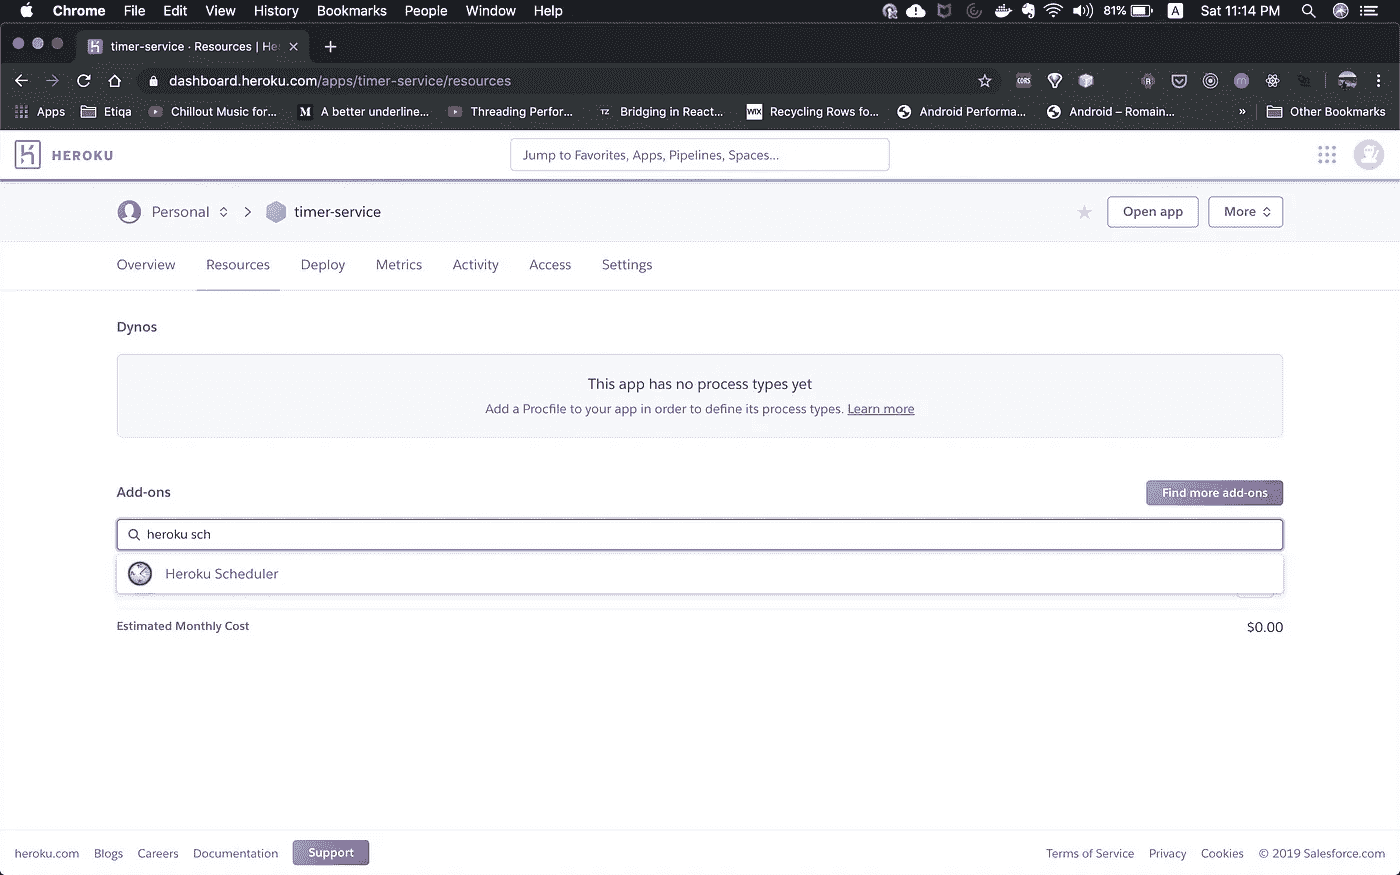 Chrome File Edit View History Bookmarks People Window Help 81% A Sat 11:14 PM
timer-service · Resources | He
dashboard.heroku.com/apps/timer-service/resources
CORS
Apps Etiqa Chillout Music for... M A better underline... Threading Perfor... TZ Bridging in React... WIX Recycling Rows fo... Android Performa... Android – Romain... » Other Bookmarks
HEROKU Jump to Favorites, Apps, Pipelines, Spaces...
Personal timer-service Open app More
Overview Resources Deploy Metrics Activity Access Settings
Dynos
This app has no process types yet
Add a Procfile to your app in order to define its process types. Learn more
Add-ons Find more add-ons
heroku sch
Heroku Scheduler
Estimated Monthly Cost $0.00
heroku.com Blogs Careers Documentation Support Terms of Service Privacy Cookies © 2019 Salesforce.com